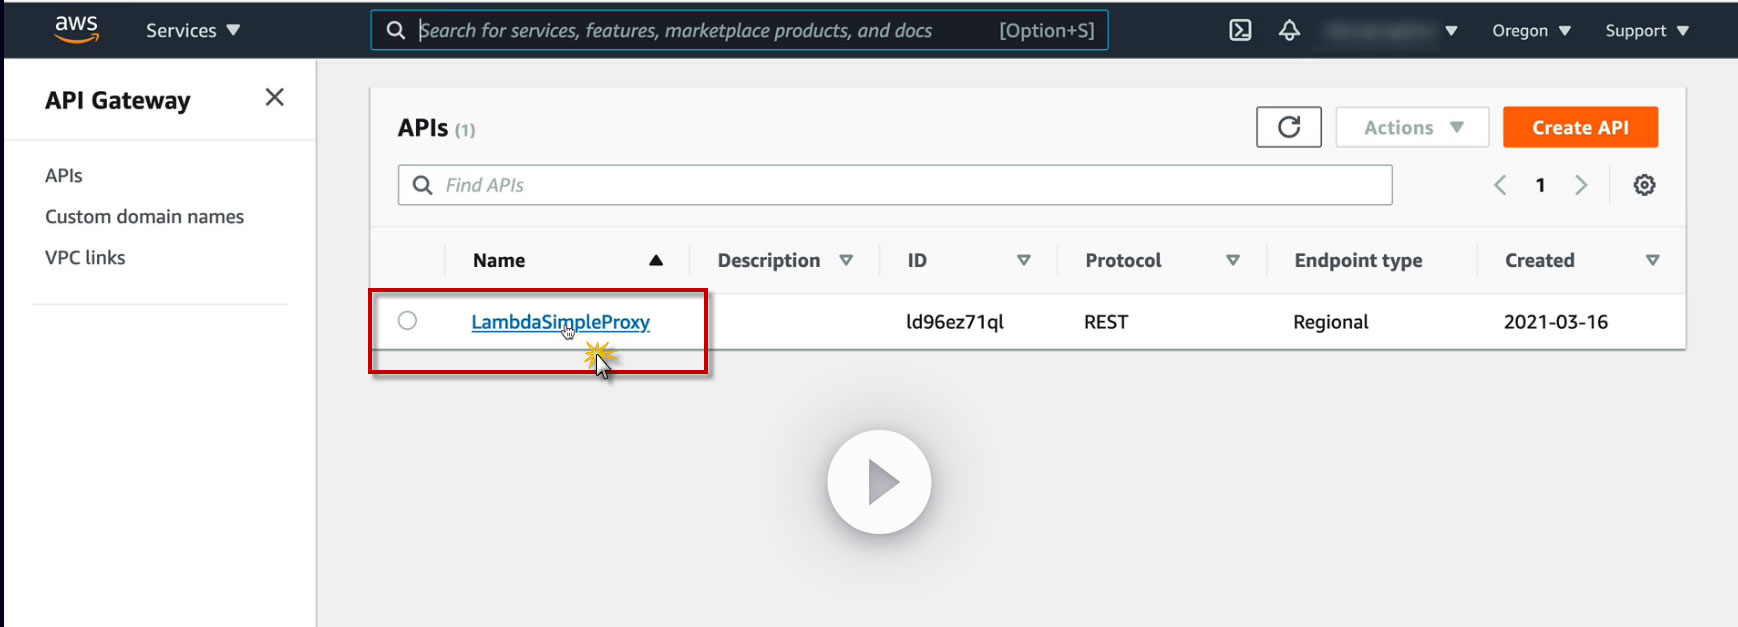 aws Services Search for services, features, marketplace products, and docs [Option+S] Oregon Support
API Gateway
APIs
Custom domain names
VPC links
APIs (1) Actions Create API
Find APIs 1
Name Description ID Protocol Endpoint type Created
LambdaSimpleProxy ld96ez71ql REST Regional 2021-03-16